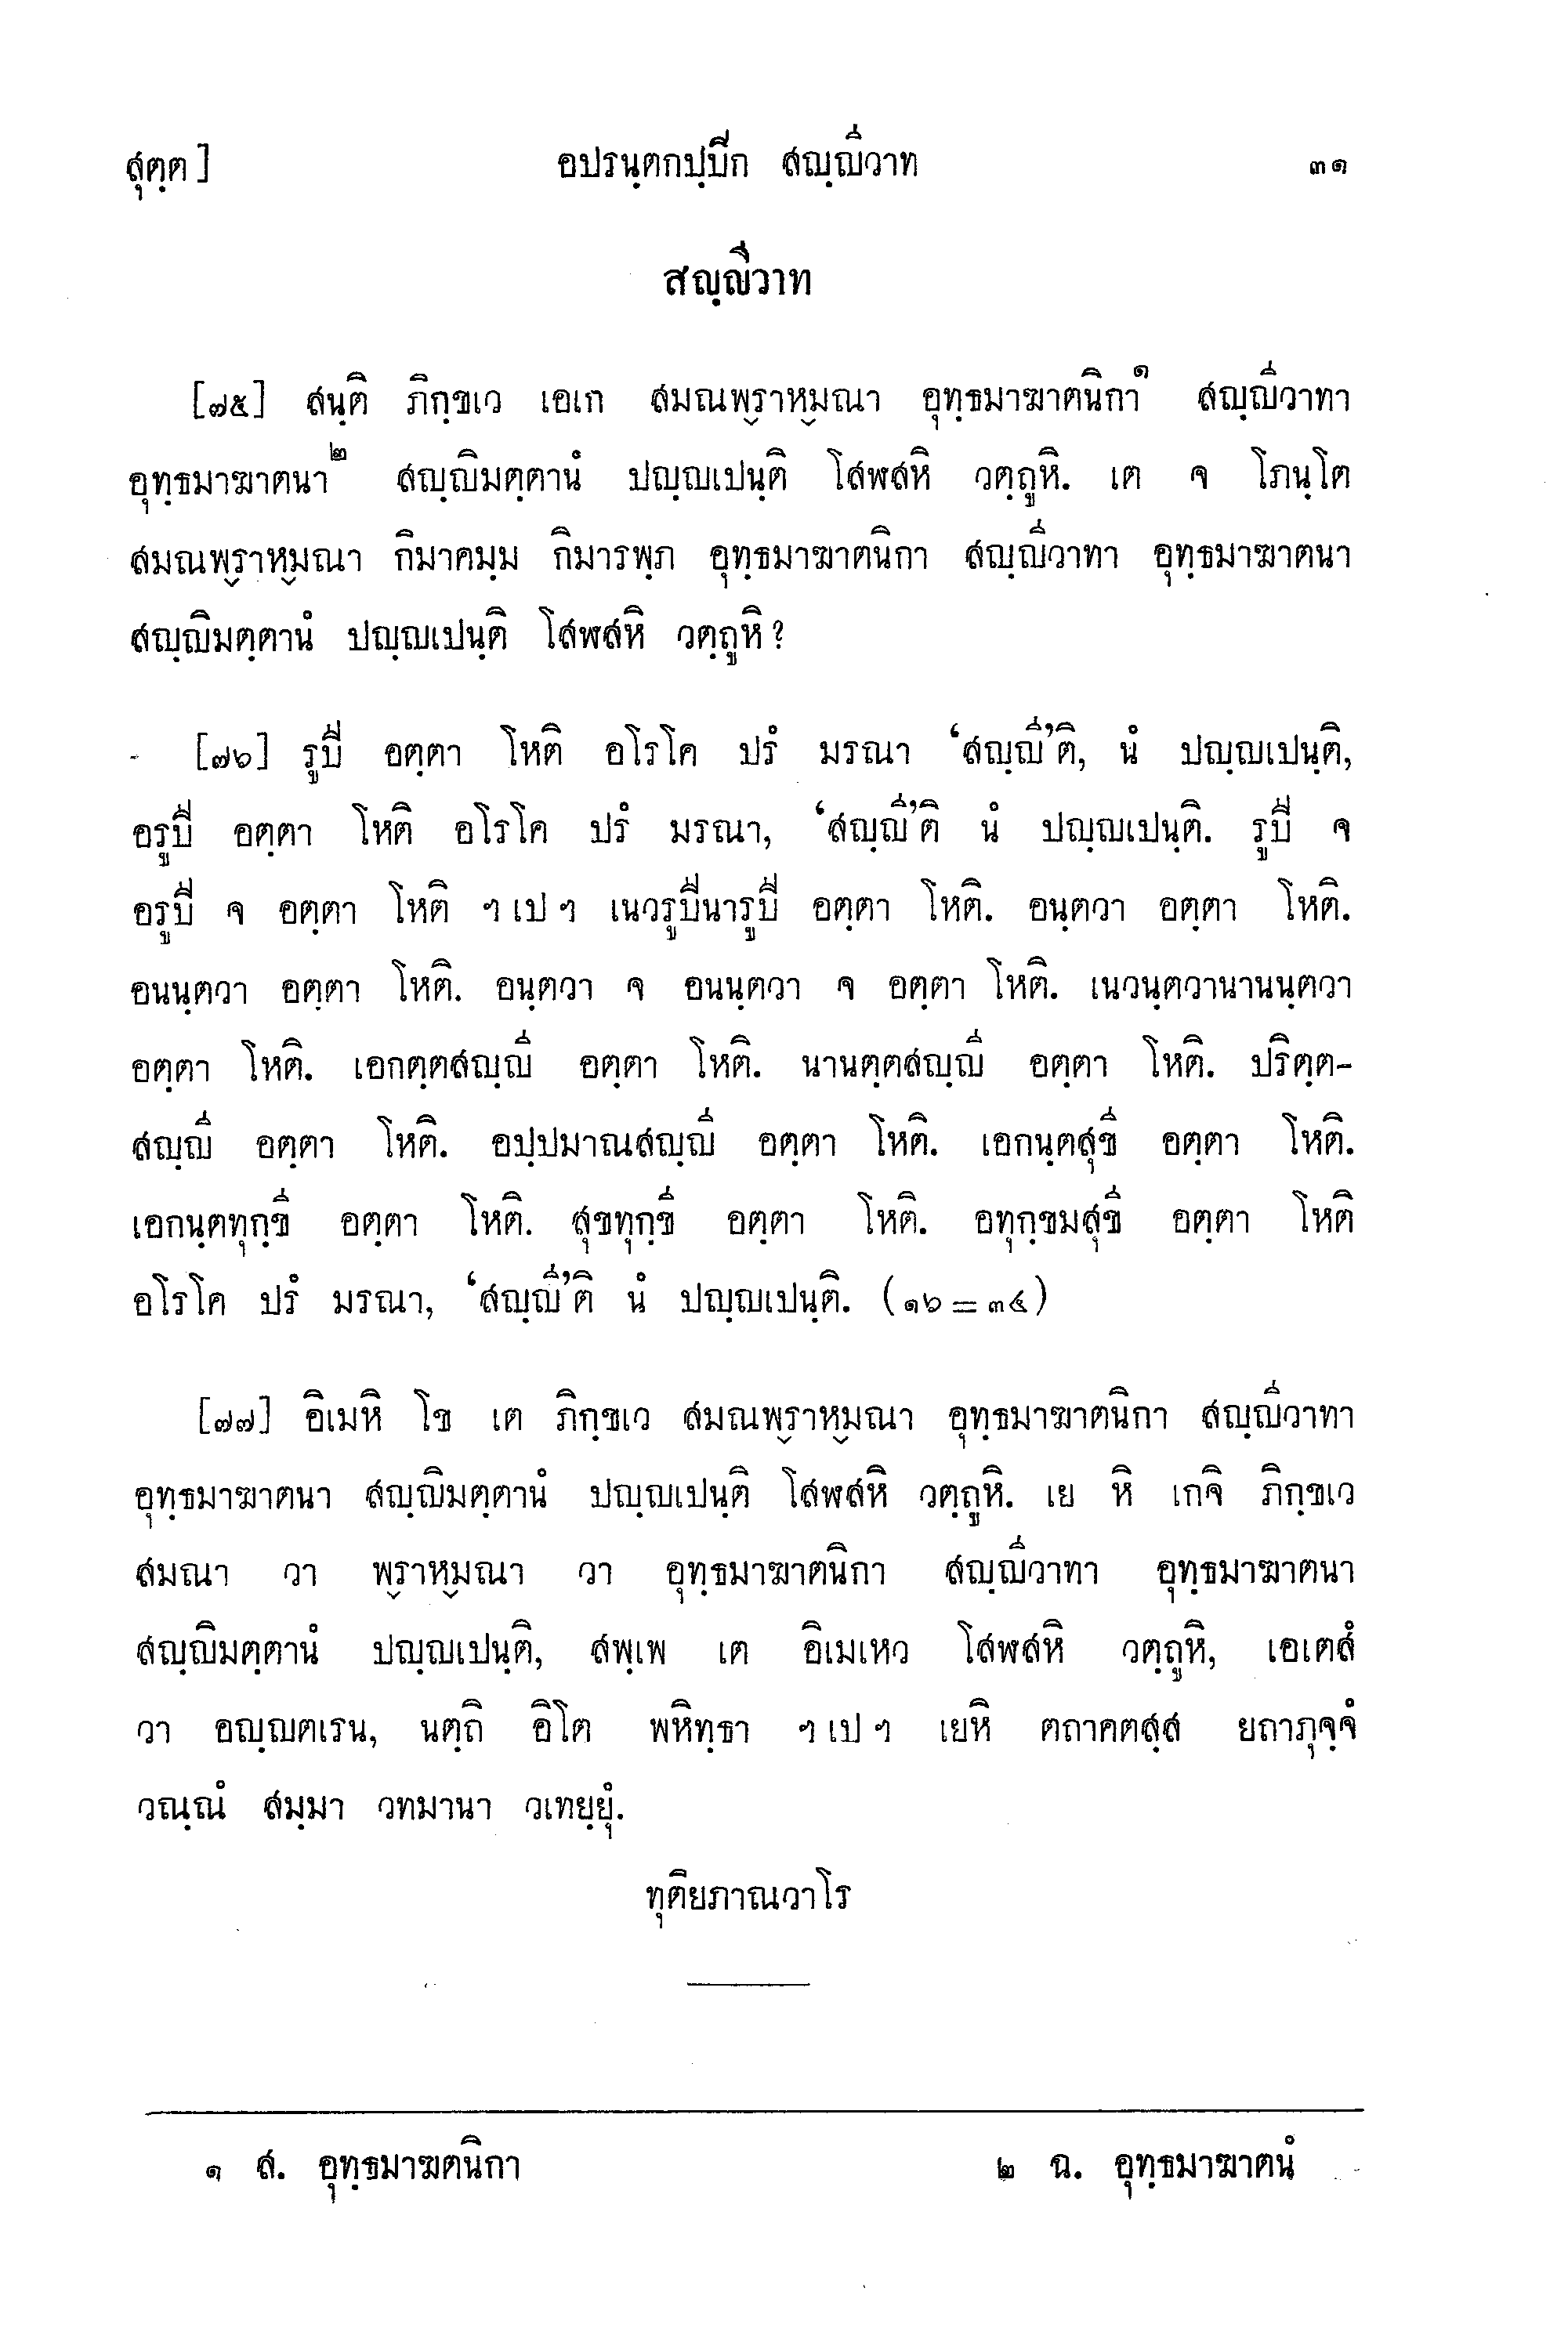 สุตฺต]
อปรนฺตกปฺปีก สญฺญีวาท
๓๑
สญฺญีวาท
[๗๕] สนฺติ ภิกฺขเว เอเก สมณพฺ๎ราหฺ๎มณา อุทฺธมาฆาตนิกา๑ สญฺญีวาทา
อุทฺธมาฆาตนา๒ สญฺญิมตฺตานํ ปญฺญเปนฺติ โสฬสหิ วตฺถูหิ. เต จ โภนฺโต
สมณพ๎ราห๎มณา กิมาคมฺม กิมารพฺภ อุทฺธมาฆาตนิกา สญฺญีวาทา อุทฺธมาฆาตนา
สญฺญิมตฺตานํ ปญฺญเปนฺติ โสฬสหิ วตฺถูหิ?
[๗๖] รูปี อตฺตา โหติ อโรโค ปรํ มรณา ‘สญฺญี’ติ, นํ ปญฺญเปนฺติ,
อรูปี อตฺตา โหติ อโรโค ปรํ มรณา, ‘สญฺญี’ติ นํ ปญฺญเปนฺติ. รูปี จ
อรูปี จ อตฺตา โหติ ฯเปฯ เนวรูปีนารูปี อตฺตา โหติ. อนฺตวา อตฺตา โหติ.
อนนฺตวา อตฺตา โหติ. อนฺตวา จ อนนฺตวา จ อตฺตา โหติ. เนวนฺตวานานนฺตวา
อตฺตา โหติ. เอกตฺตสญฺญี อตฺตา โหติ. นานตฺตสญฺญี อตฺตา โหติ. ปริตฺต-
สญฺญี อตฺตา โหติ. อปฺปมาณสญฺญี อตฺตา โหติ. เอกนฺตสุขี อตฺตา โหติ.
เอกนฺตทุกฺขี อตฺตา โหติ. สุขทุกฺขี อตฺตา โหติ. อทุกฺขมสุขี อตฺตา โหติ
อโรโค ปรํ มรณา, ‘สญฺญี’ติ นํ ปญฺญเปนฺติ. (๑๖=๓๔)
[๗๗] อิเมหิ โข เต ภิกฺขเว สมณพ๎ราห๎มณา อุทฺธมาฆาตนิกา สญฺญีวาทา
อุทฺธมาฆาตนา สญฺญิมตฺตานํ ปญฺญเปนฺติ โสฬสหิ วตฺถูหิ. เย หิ เกจิ ภิกฺขเว
สมณา วา พ๎ราห๎มณา วา อุทฺธมาฆาตนิกา สญฺญีวาทา อุทฺธมาฆาตนา
สญฺญิมตฺตานํ ปญฺญเปนฺติ, สพฺเพ เต อิเมเหว โสฬสหิ วตฺถูหิ, เอเตสํ
วา อญฺญตเรน, นตฺถิ อิโต พหิทฺธา ฯเปฯ เยหิ ตถาคตสฺส ยถาภุจฺจํ
วณฺณํ สมฺมา วทมานา วเทยฺยุํ.
ทุติยภาณวาโร
๑ ส. อุทฺธมาฆตนิกา
๒ ฉ. อุทฺธมาฆาตนํ